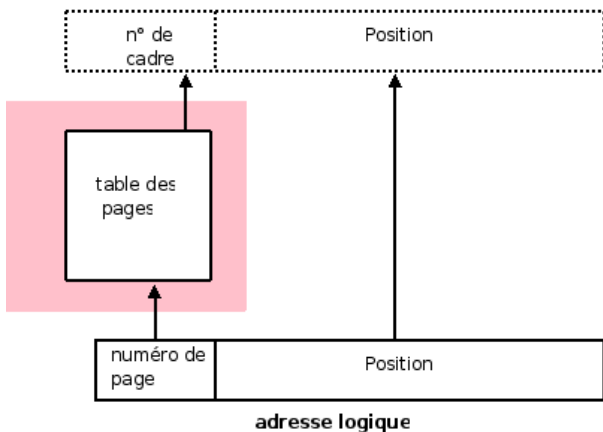 n° de
cadre
Position
table des
pages
numéro de
page
Position
adresse logique